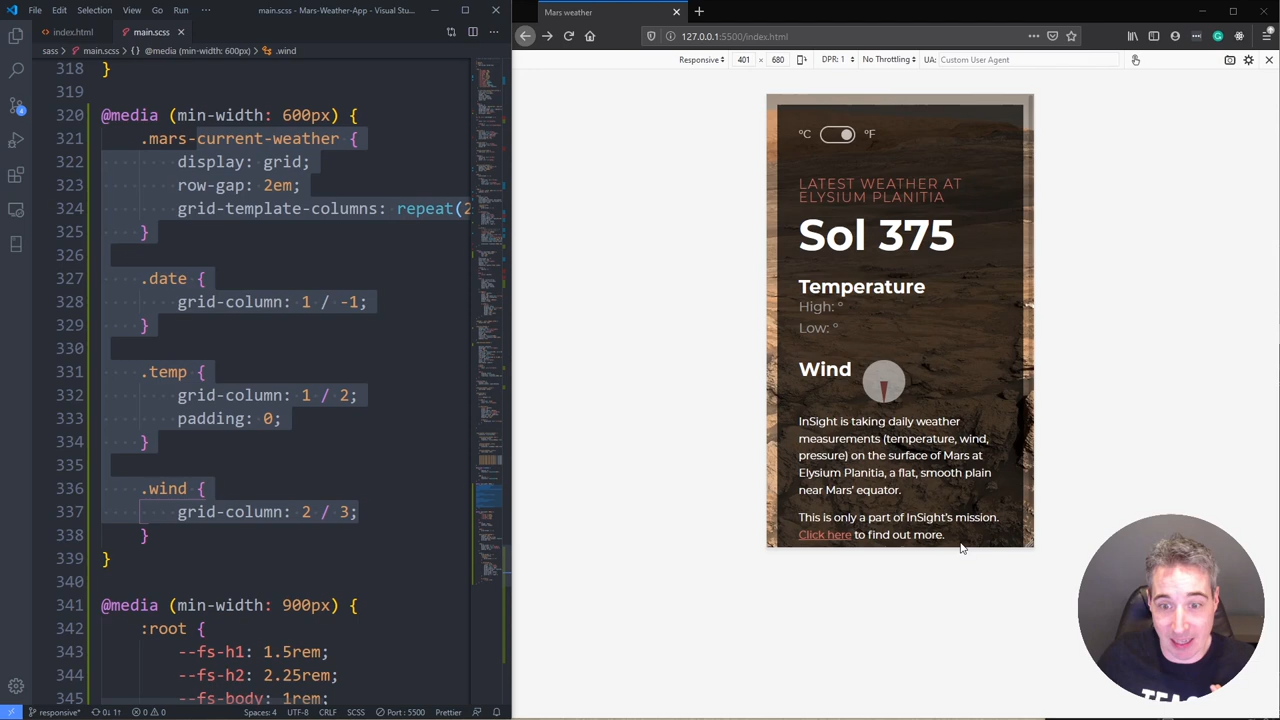 File Edit Selection View Go Run ··· main.scss - Mars-Weather-App - Visual Stu...
index.html main.scss
sass > main.scss > {} @media (min-width: 600px) > .wind
}
319
@media (min-width: 600px) {
321 .mars-current-weather {
322 display: grid;
323 row-gap: 2em;
324 grid-template-columns: repeat(2
325 }
326
327 .date {
328 grid-column: 1 / -1;
329 }
330
331 .temp {
332 grid-column: 1 / 2;
333 padding: 0;
334 }
335
336 .wind {
337 grid-column: 2 / 3;
338 }
339 }
340
341 @media (min-width: 900px) {
342 :root {
343 --fs-h1: 1.5rem;
344 --fs-h2: 2.25rem;
345 --fs-body: 1rem;
4
responsive* 0↓ 1↑ 0 0 Spaces: 4 UTF-8 CRLF SCSS Port : 5500 Prettier
Mars weather
127.0.0.1:5500/index.html
Responsive 401 × 680 DPR: 1 No Throttling UA: Custom User Agent
°C °F
LATEST WEATHER AT
ELYSIUM PLANITIA
Sol 375
Temperature
High: °
Low: °
Wind
InSight is taking daily weather
measurements (temperature, wind,
pressure) on the surface of Mars at
Elysium Planitia, a flat, smooth plain
near Mars' equator.
This is only a part of InSight's mission.
Click here to find out more.